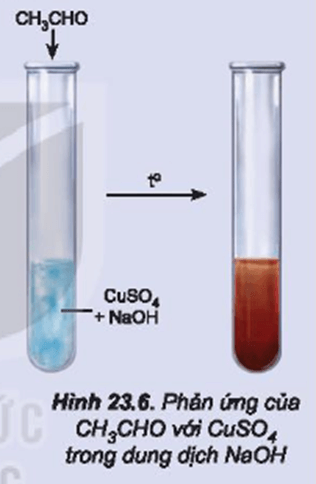 CH₃CHO
t°
CuSO₄
+ NaOH
Hình 23.6. Phản ứng của
CH₃CHO với CuSO₄
trong dung dịch NaOH